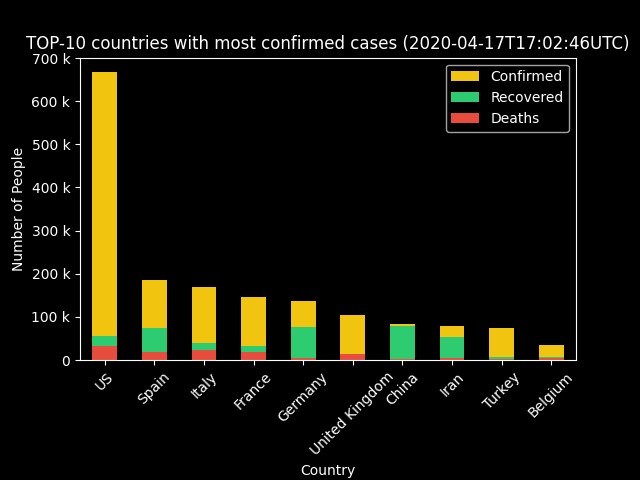 TOP-10 countries with most confirmed cases (2020-04-17T17:02:46UTC)
700 k
600 k
500 k
400 k
300 k
200 k
100 k
0
Number of People
Confirmed
Recovered
Deaths
US
Spain
Italy
France
Germany
United Kingdom
China
Iran
Turkey
Belgium
Country